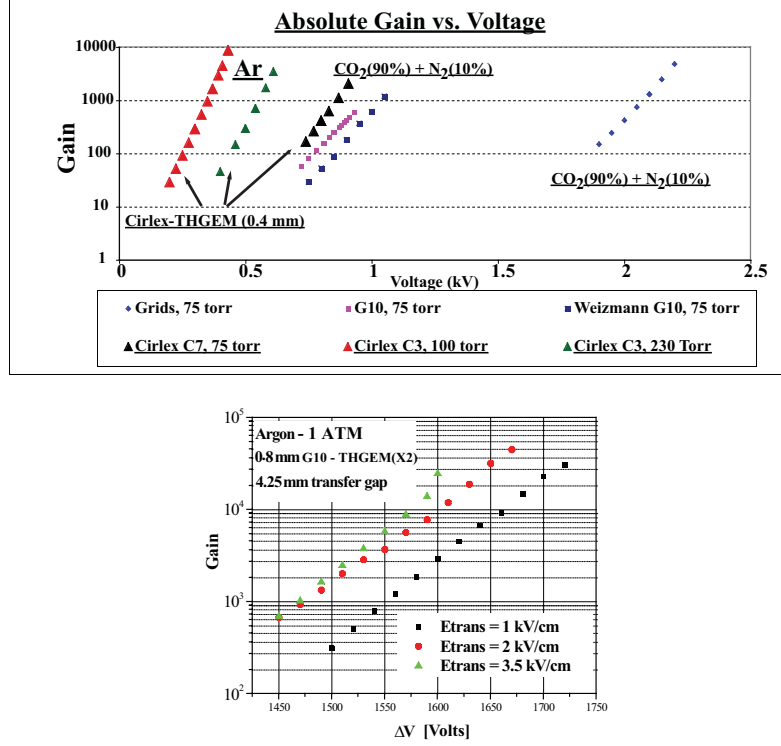 Absolute Gain vs. Voltage
10000
1000
100
10
1
Gain
Ar
CO2(90%) + N2(10%)
CO2(90%) + N2(10%)
Cirlex-THGEM (0.4 mm)
0 0.5 1 1.5 2 2.5
Voltage (kv)
Grids, 75 torr G10, 75 torr Weizmann G10, 75 torr
Cirlex C7, 75 torr Cirlex C3, 100 torr Cirlex C3, 230 Torr
10^5
10^4
10^3
10^2
Gain
Argon - 1 ATM
0.8 mm G10 - THGEM(X2)
4.25 mm transfer gap
Etrans = 1 kV/cm
Etrans = 2 kV/cm
Etrans = 3.5 kV/cm
1450 1500 1550 1600 1650 1700 1750
ΔV [Volts]